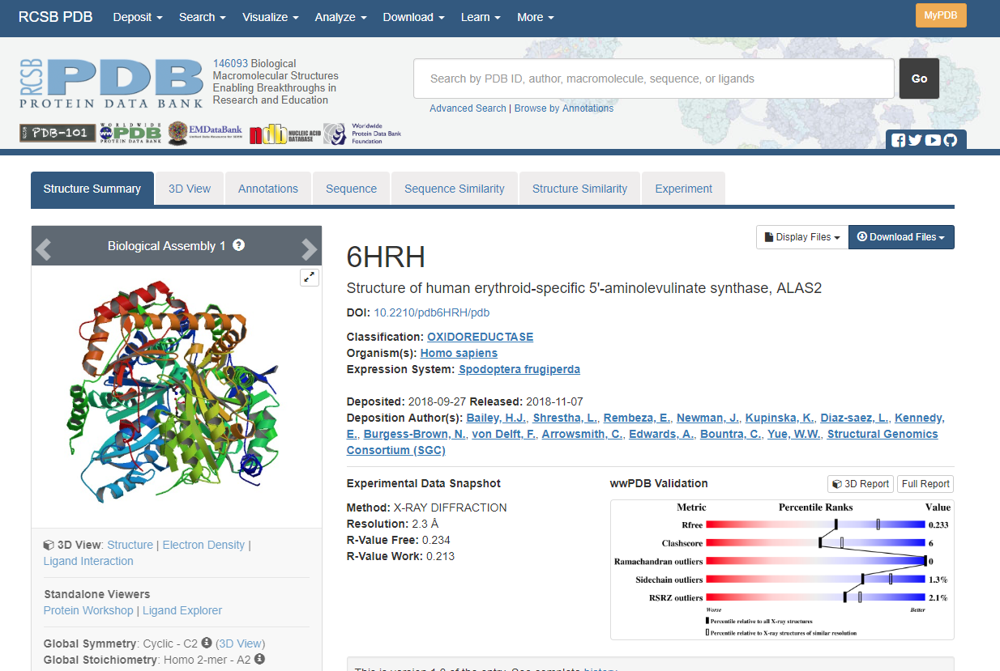 RCSB PDB Deposit Search Visualize Analyze Download Learn More MyPDB
RCSB PDB
PROTEIN DATA BANK
146093 Biological
Macromolecular Structures
Enabling Breakthroughs in
Research and Education
Search by PDB ID, author, macromolecule, sequence, or ligands
Go
Advanced Search | Browse by Annotations
PDB-101
WORLDWIDE PDB PROTEIN DATA BANK
EMDataBank
Unified Data Resource for 3DEM
ndb NUCLEIC ACID DATABASE
Worldwide
Protein Data Bank
Foundation
Structure Summary 3D View Annotations Sequence Sequence Similarity Structure Similarity Experiment
Biological Assembly 1 ?
Display Files Download Files
6HRH
Structure of human erythroid-specific 5'-aminolevulinate synthase, ALAS2
DOI: 10.2210/pdb6HRH/pdb
Classification: OXIDOREDUCTASE
Organism(s): Homo sapiens
Expression System: Spodoptera frugiperda
Deposited: 2018-09-27 Released: 2018-11-07
Deposition Author(s): Bailey, H.J., Shrestha, L., Rembeza, E., Newman, J., Kupinska, K., Diaz-saez, L., Kennedy,
E., Burgess-Brown, N., von Delft, F., Arrowsmith, C., Edwards, A., Bountra, C., Yue, W.W., Structural Genomics
Consortium (SGC)
Experimental Data Snapshot
Method: X-RAY DIFFRACTION
Resolution: 2.3 Å
R-Value Free: 0.234
R-Value Work: 0.213
wwPDB Validation
3D Report Full Report
Metric Percentile Ranks Value
Rfree 0.233
Clashscore 6
Ramachandran outliers 0
Sidechain outliers 1.3%
RSRZ outliers 2.1%
Worse Better
Percentile relative to all X-ray structures
Percentile relative to X-ray structures of similar resolution
3D View: Structure | Electron Density |
Ligand Interaction
Standalone Viewers
Protein Workshop | Ligand Explorer
Global Symmetry: Cyclic - C2 (3D View)
Global Stoichiometry: Homo 2-mer - A2